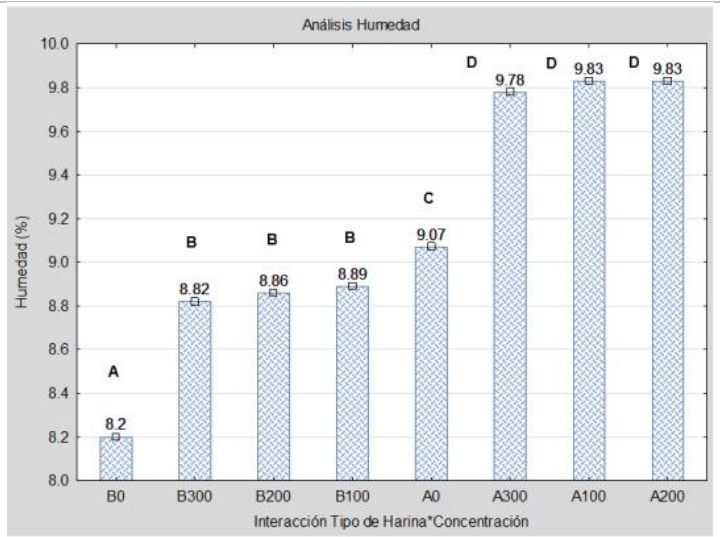 Análisis Humedad
10.0
9.8
9.6
9.4
9.2
9.0
8.8
8.6
8.4
8.2
8.0
Humedad (%)
A
8.2
B
8.82
B
8.86
B
8.89
C
9.07
D
9.78
D
9.83
D
9.83
B0 B300 B200 B100 A0 A300 A100 A200
Interacción Tipo de Harina*Concentración